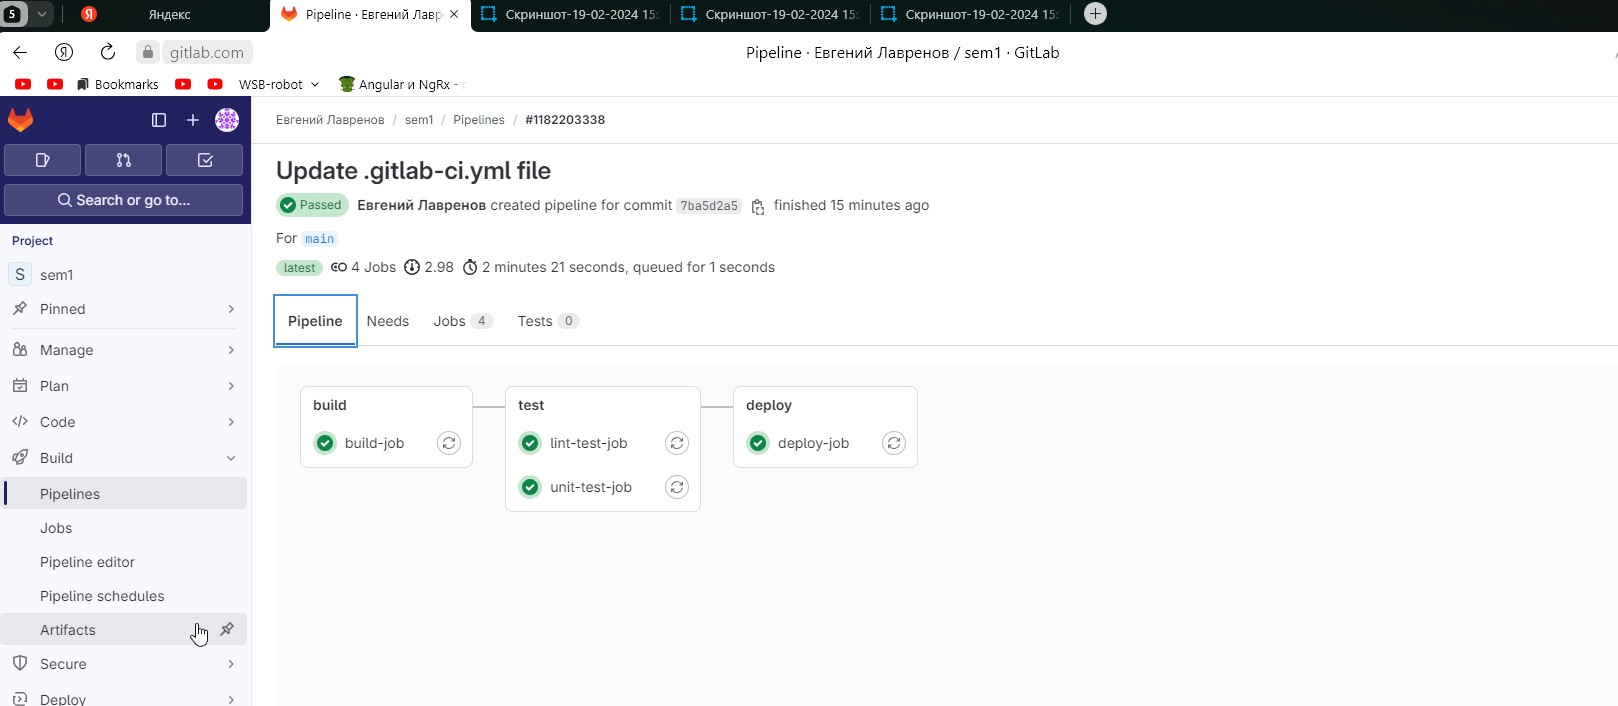 5
Яндекс
Pipeline · Евгений Лавр
Скриншот-19-02-2024 15:
Скриншот-19-02-2024 15:
Скриншот-19-02-2024 15:
gitlab.com
Pipeline · Евгений Лавренов / sem1 · GitLab
Bookmarks
WSB-robot
Angular и NgRx -
Евгений Лавренов / sem1 / Pipelines / #1182203338
Search or go to...
Project
S sem1
Pinned
Manage
Plan
Code
Build
Pipelines
Jobs
Pipeline editor
Pipeline schedules
Artifacts
Secure
Deploy
Update .gitlab-ci.yml file
Passed Евгений Лавренов created pipeline for commit 7ba5d2a5 finished 15 minutes ago
For main
latest 4 Jobs 2.98 2 minutes 21 seconds, queued for 1 seconds
Pipeline Needs Jobs 4 Tests 0
build
build-job
test
lint-test-job
unit-test-job
deploy
deploy-job